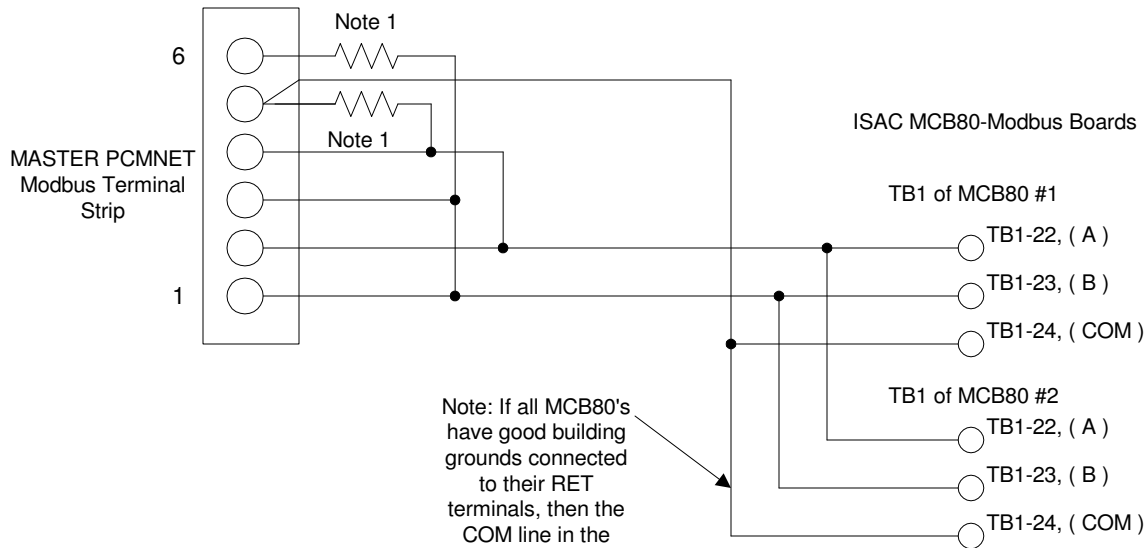 Note 1
6
Note 1
MASTER PCMNET
Modbus Terminal
Strip
1
ISAC MCB80-Modbus Boards
TB1 of MCB80 #1
TB1-22, ( A )
TB1-23, ( B )
TB1-24, ( COM )
TB1 of MCB80 #2
TB1-22, ( A )
TB1-23, ( B )
TB1-24, ( COM )
Note: If all MCB80's
have good building
grounds connected
to their RET
terminals, then the
COM line in the